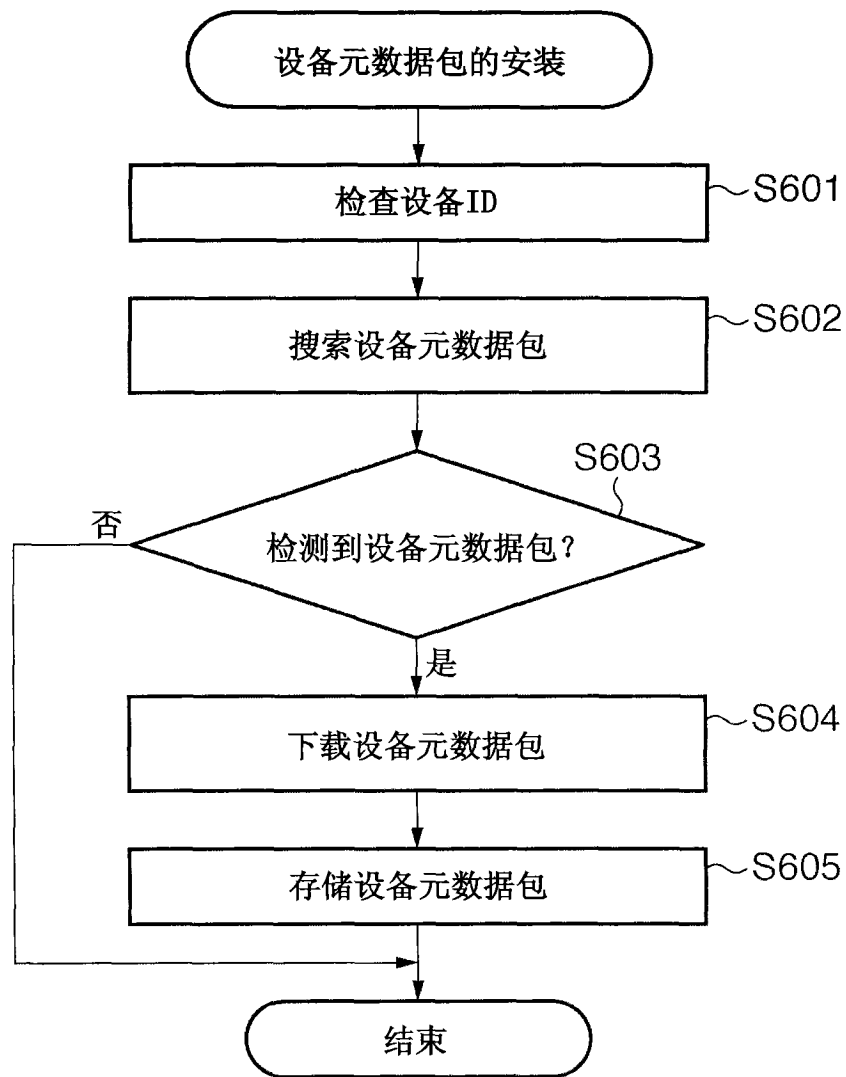 设备元数据包的安装
检查设备ID
S601
搜索设备元数据包
S602
S603
检测到设备元数据包?
否
是
下载设备元数据包
S604
存储设备元数据包
S605
结束